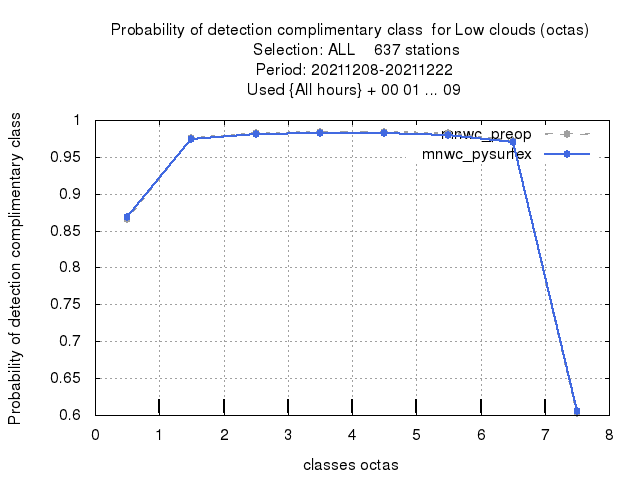 Probability of detection complimentary class  for Low clouds (octas)
Selection: ALL    637 stations
Period: 20211208-20211222
Used {All hours} + 00 01 ... 09
Probability of detection complimentary class
1
0.95
0.9
0.85
0.8
0.75
0.7
0.65
0.6
mnwc_preop
mnwc_pysurfex
0 1 2 3 4 5 6 7 8
classes octas